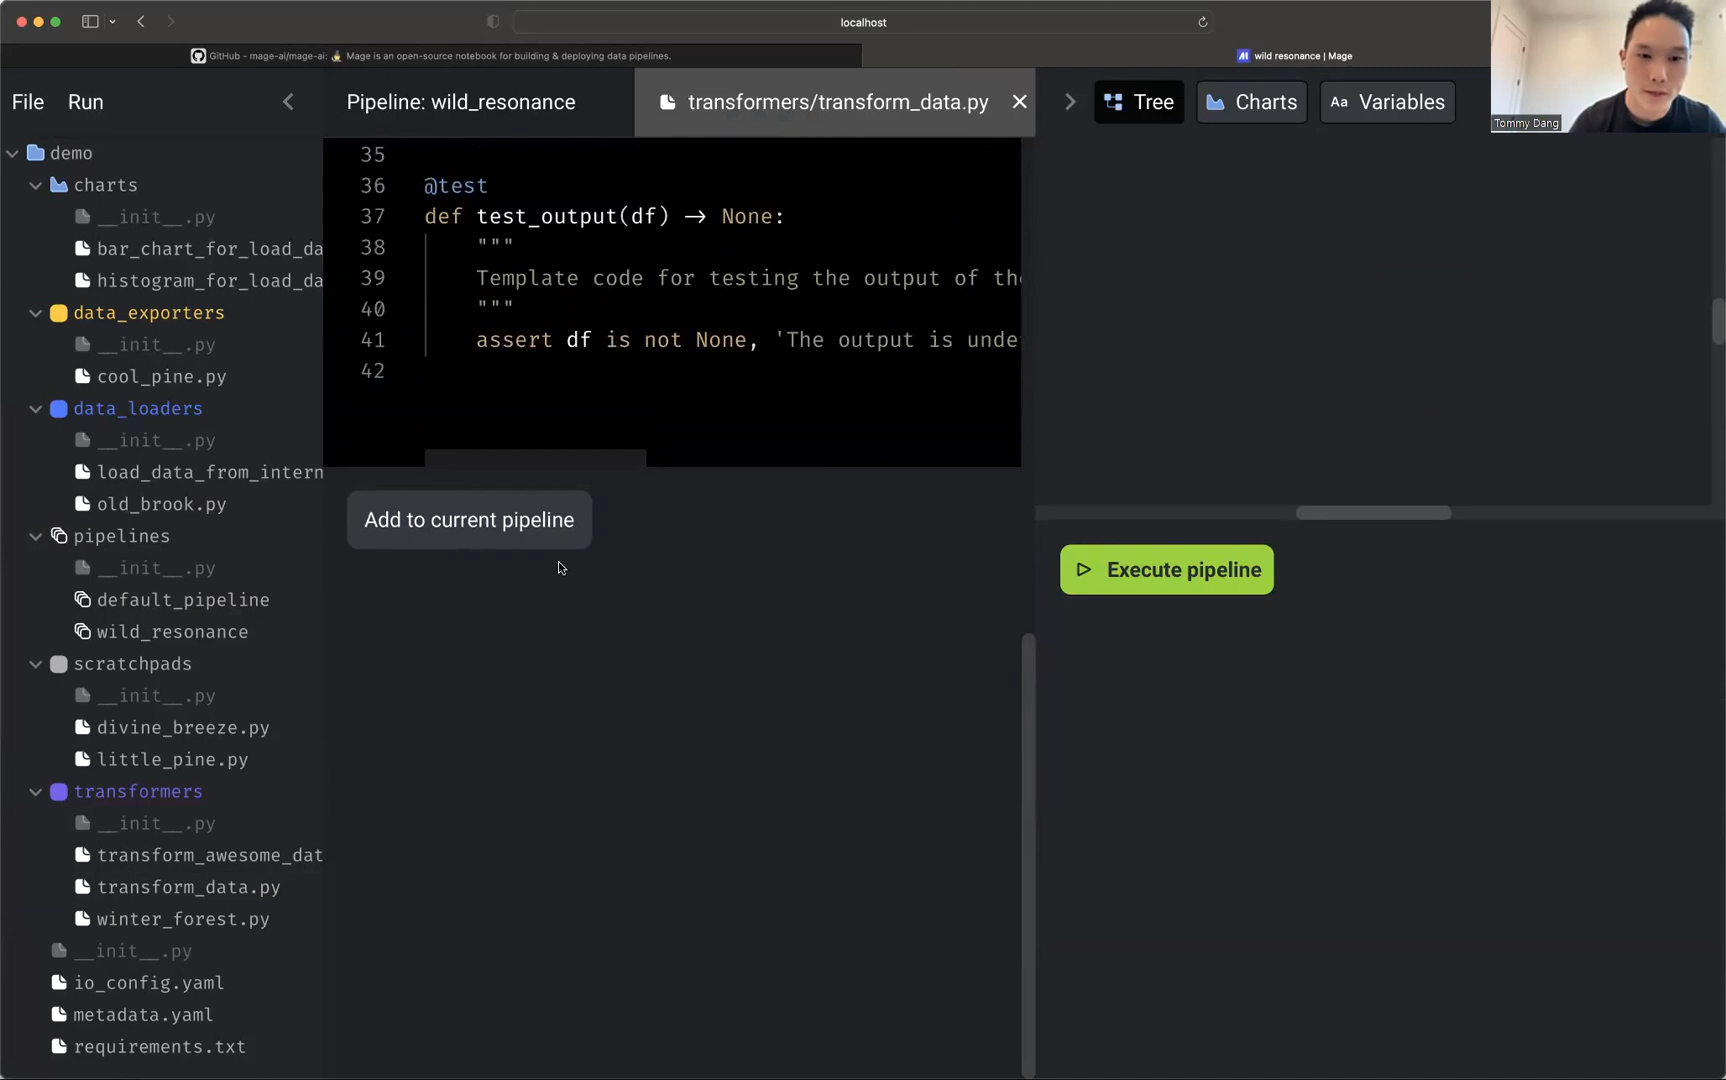 localhost
GitHub - mage-ai/mage-ai: 🧙 Mage is an open-source notebook for building & deploying data pipelines.
wild resonance | Mage
Tommy Dang
File Run
Pipeline: wild_resonance
transformers/transform_data.py
Tree
Charts
Aa Variables
demo
charts
__init__.py
bar_chart_for_load_da
histogram_for_load_da
data_exporters
__init__.py
cool_pine.py
data_loaders
__init__.py
load_data_from_intern
old_brook.py
pipelines
__init__.py
default_pipeline
wild_resonance
scratchpads
__init__.py
divine_breeze.py
little_pine.py
transformers
__init__.py
transform_awesome_dat
transform_data.py
winter_forest.py
__init__.py
io_config.yaml
metadata.yaml
requirements.txt
35
36 @test
37 def test_output(df) -> None:
38 """
39 Template code for testing the output of th
40 """
41 assert df is not None, 'The output is unde
42
Add to current pipeline
Execute pipeline